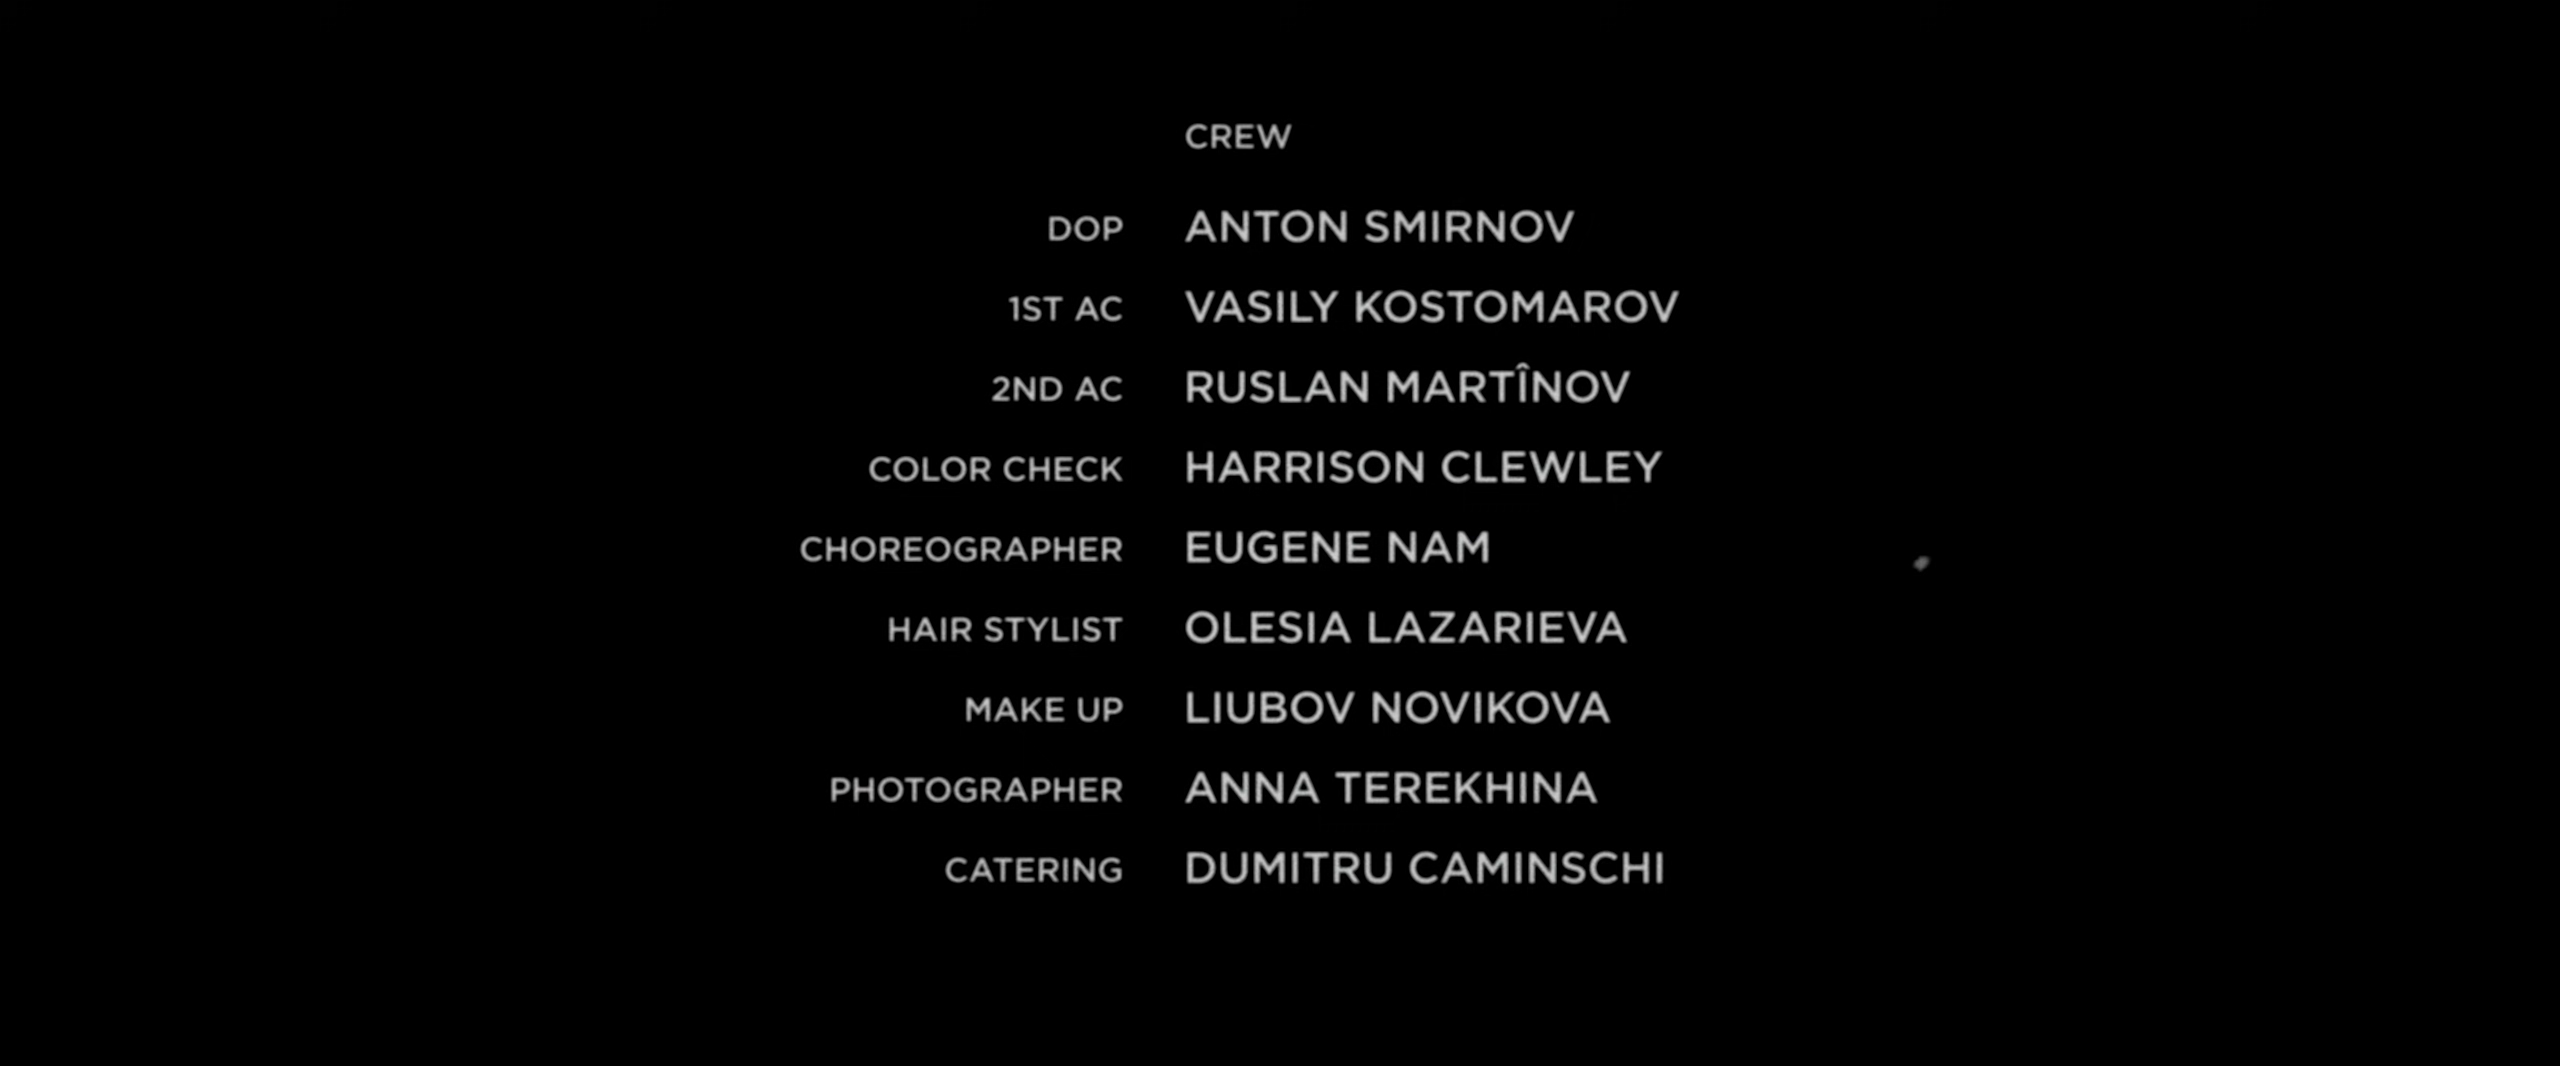 CREW
DOP ANTON SMIRNOV
1ST AC VASILY KOSTOMAROV
2ND AC RUSLAN MARTÎNOV
COLOR CHECK HARRISON CLEWLEY
CHOREOGRAPHER EUGENE NAM
HAIR STYLIST OLESIA LAZARIEVA
MAKE UP LIUBOV NOVIKOVA
PHOTOGRAPHER ANNA TEREKHINA
CATERING DUMITRU CAMINSCHI